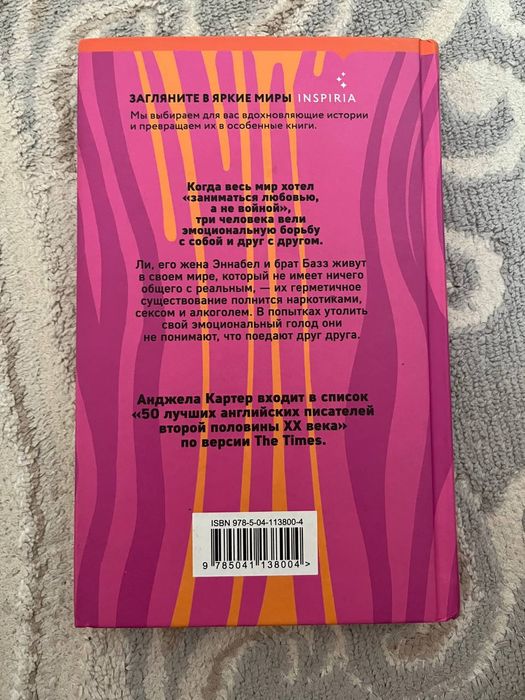 ЗАГЛЯНИТЕ В ЯРКИЕ МИРЫ INSPIRIA
Мы выбираем для вас вдохновляющие истории
и превращаем их в особенные книги.
Когда весь мир хотел
«заниматься любовью,
а не войной»,
три человека вели
эмоциональную борьбу
с собой и друг с другом.
Ли, его жена Эннабел и брат Базз живут
в своем мире, который не имеет ничего
общего с реальным, — их герметичное
существование полнится наркотиками,
сексом и алкоголем. В попытках утолить
свой эмоциональный голод они
не понимают, что поедают друг друга.
Анджела Картер входит в список
«50 лучших английских писателей
второй половины XX века»
по версии The Times.
ISBN 978-5-04-113800-4
9 785041 138004 >